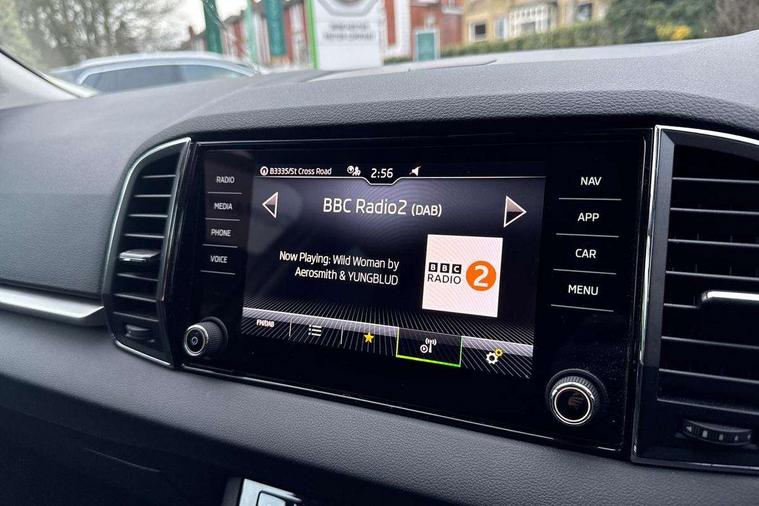 RADIO
MEDIA
PHONE
VOICE
B3335/St Cross Road
2:56
BBC Radio2 (DAB)
Now Playing: Wild Woman by
Aerosmith & YUNGBLUD
BBC
RADIO
2
FM/DAB
NAV
APP
CAR
MENU